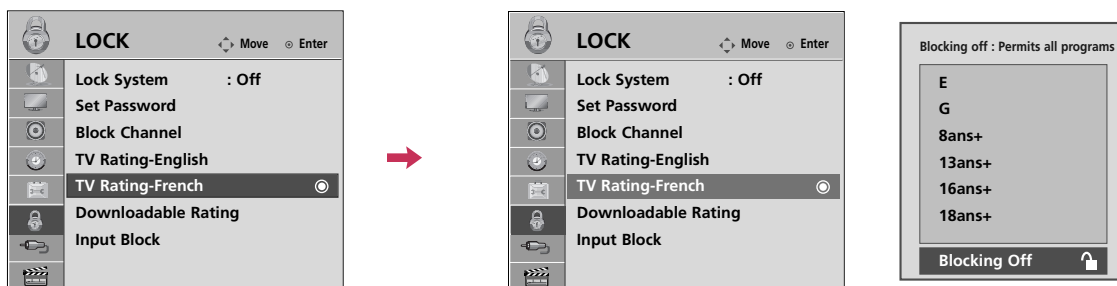 LOCK Move Enter
Lock System : Off
Set Password
Block Channel
TV Rating-English
TV Rating-French
Downloadable Rating
Input Block
LOCK Move Enter
Lock System : Off
Set Password
Block Channel
TV Rating-English
TV Rating-French
Downloadable Rating
Input Block
Blocking off : Permits all programs
E
G
8ans+
13ans+
16ans+
18ans+
Blocking Off